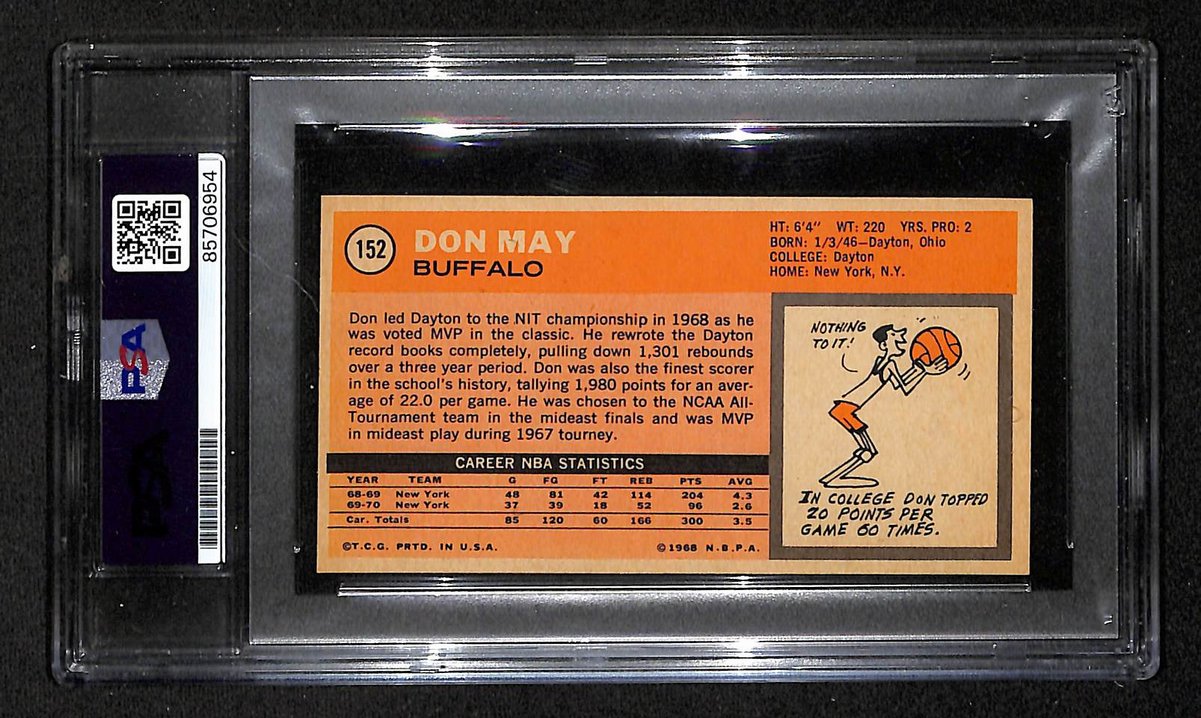 85706954
PSA
PSA
152
DON MAY
BUFFALO
HT: 6'4" WT: 220 YRS. PRO: 2
BORN: 1/3/46—Dayton, Ohio
COLLEGE: Dayton
HOME: New York, N.Y.
Don led Dayton to the NIT championship in 1968 as he
was voted MVP in the classic. He rewrote the Dayton
record books completely, pulling down 1,301 rebounds
over a three year period. Don was also the finest scorer
in the school's history, tallying 1,980 points for an aver-
age of 22.0 per game. He was chosen to the NCAA All-
Tournament team in the mideast finals and was MVP
in mideast play during 1967 tourney.
CAREER NBA STATISTICS
YEAR TEAM G FG FT REB PTS AVG
68-69 New York 48 81 42 114 204 4.3
69-70 New York 37 39 18 52 96 2.6
Car. Totals 85 120 60 166 300 3.5
©T.C.G. PRTD. IN U.S.A. ©1968 N.B.P.A.
NOTHING
TO IT!
IN COLLEGE DON TOPPED
20 POINTS PER
GAME 60 TIMES.